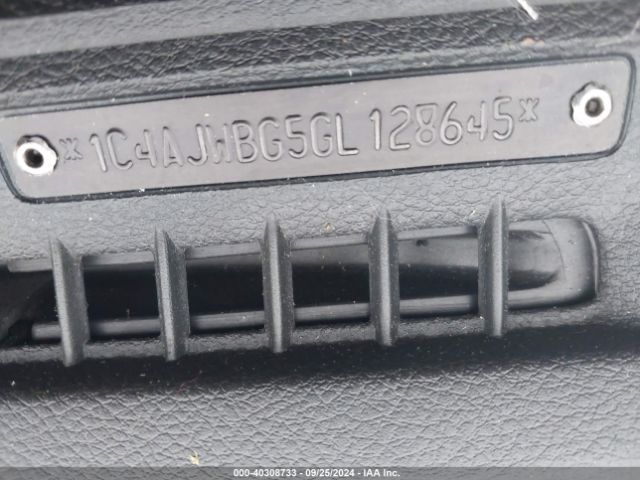 *1C4AJWBG5GL128645*
000-40308733 - 09/25/2024 - IAA Inc.